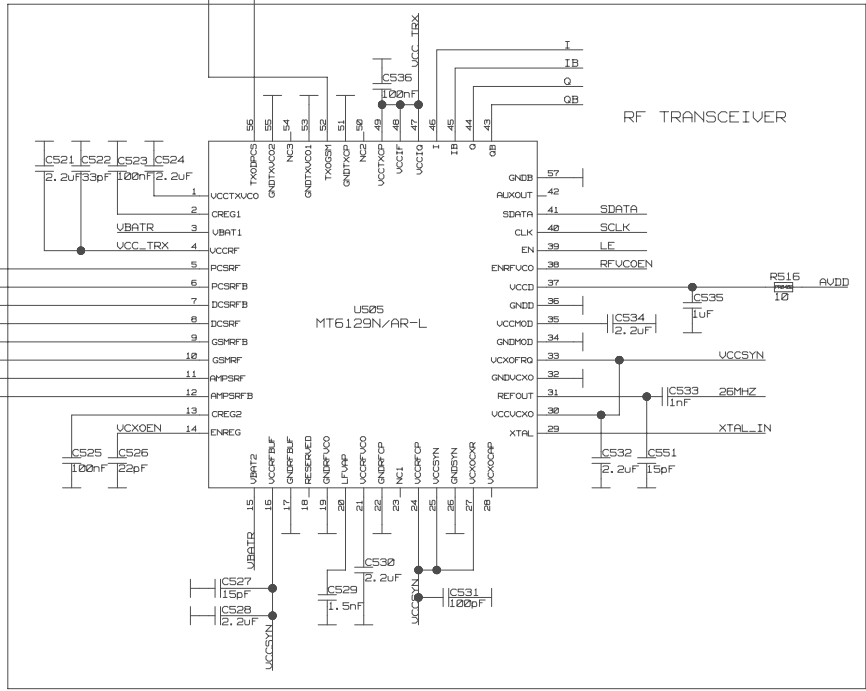 VCC_TRX
C536
100nF
I
IB
Q
QB
RF TRANSCEIVER
56 55 54 53 52 51 50 49 48 47 46 45 44 43
TXODPCS GNDTXVCO2 NC3 GNDTXVCO1 TXOGSM GNDTXCP NC2 VCCTXCP VCCIF VCCIQ I IB Q QB
C521 C522 C523 C524
2.2uF 33pF 100nF 2.2uF
1 VCCTXVCO
2 CREG1
VBATR 3 VBAT1
VCC_TRX 4 VCCRF
5 PCSRF
6 PCSRFB
7 DCSRFB
8 DCSRF
9 GSMRFB
10 GSMRF
11 AMPSRF
12 AMPSRFB
13 CREG2
VCXOEN 14 ENREG
C525 C526
100nF 22pF
U505
MT6129N/AR-L
GNDB 57
AUXOUT 42
SDATA 41 SDATA
CLK 40 SCLK
EN 39 LE
ENRFVCO 38 RFVCOEN
VCCD 37
R516
10
AVDD
C535
1uF
GNDD 36
VCCMOD 35
C534
2.2uF
GNDMOD 34
VCXOFRQ 33 VCCSYN
GNDVCXO 32
REFOUT 31
C533
1nF
26MHZ
VCCVCXO 30
XTAL 29 XTAL_IN
C532 C551
2.2uF 15pF
VBAT2 VCCRFBUF GNDRFBUF RESERVED GNDRFVCO LFVAP VCCRFVCO GNDRFCP NC1 VCCRFCP VCCSYN GNDSYN VCXOCXR VCXOCAP
15 16 17 18 19 20 21 22 23 24 25 26 27 28
VBATR
C527
15pF
C528
2.2uF
VCCSYN
C529
1.5nF
C530
2.2uF
VCCSYN
C531
100pF